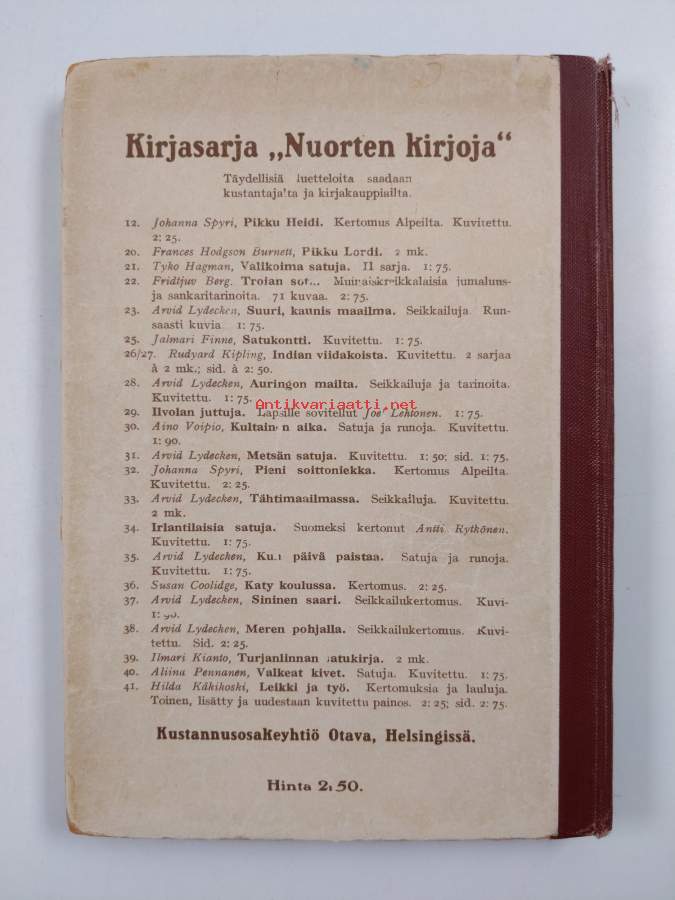 Kirjasarja „Nuorten kirjoja“
Täydellisiä luetteloita saadaan
kustantajalta ja kirjakauppiailta.
12. Johanna Spyri, Pikku Heidi. Kertomus Alpeilta. Kuvitettu.
2: 25.
20. Frances Hodgson Burnett, Pikku Lordi. 2 mk.
21. Tyko Hagman, Valikoima satuja. II sarja. 1: 75.
22. Fridtjuv Berg. Troian Muinaiskreikkalaisia jumaluus-
ja sankaritarinoita. 71 kuvaa. 2: 75.
23. Arvid Lydecken, Suuri, kaunis maailma. Seikkailuja. Run-
saasti kuvia 1: 75.
25. Jalmari Finne, Satukontti. Kuvitettu. 1: 75.
26/27. Rudyard Kipling, Indian viidakoista. Kuvitettu. 2 sarjaa
à 2 mk.; sid. à 2: 50.
28. Arvid Lydecken, Auringon mailta. Seikkailuja ja tarinoita.
Kuvitettu. 1: 75.
Antikvariaatti.net
29. Ilvolan juttuja. Lapsille sovitellut Joel Lehtonen. 1: 75.
30. Aino Voipio, Kultainen aika. Satuja ja runoja. Kuvitettu.
1: 90.
31. Arvid Lydecken, Metsän satuja. Kuvitettu. 1: 50; sid. 1: 75.
32. Johanna Spyri, Pieni soittoniekka. Kertomus Alpeilta.
Kuvitettu. 2: 25.
33. Arvid Lydecken, Tähtimaailmassa. Seikkailuja. Kuvitettu.
2 mk.
34. Irlantilaisia satuja. Suomeksi kertonut Antti Rytkönen.
Kuvitettu. 1: 75.
35. Arvid Lydecken, Kun päivä paistaa. Satuja ja runoja.
Kuvitettu. 1: 75.
36. Susan Coolidge, Katy koulussa. Kertomus. 2: 25.
37. Arvid Lydecken, Sininen saari. Seikkailukertomus. Kuvi-
1: 90.
38. Arvid Lydecken, Meren pohjalla. Seikkailukertomus. Kuvi-
tettu. Sid. 2: 25.
39. Ilmari Kianto, Turjanlinnan satukirja. 2 mk.
40. Aliina Pennanen, Valkeat kivet. Satuja. Kuvitettu. 1: 75.
41. Hilda Käkikoski, Leikki ja työ. Kertomuksia ja lauluja.
Toinen, lisätty ja uudestaan kuvitettu painos. 2: 25; sid. 2: 75.
Kustannusosakeyhtiö Otava, Helsingissä.
Hinta 2: 50.